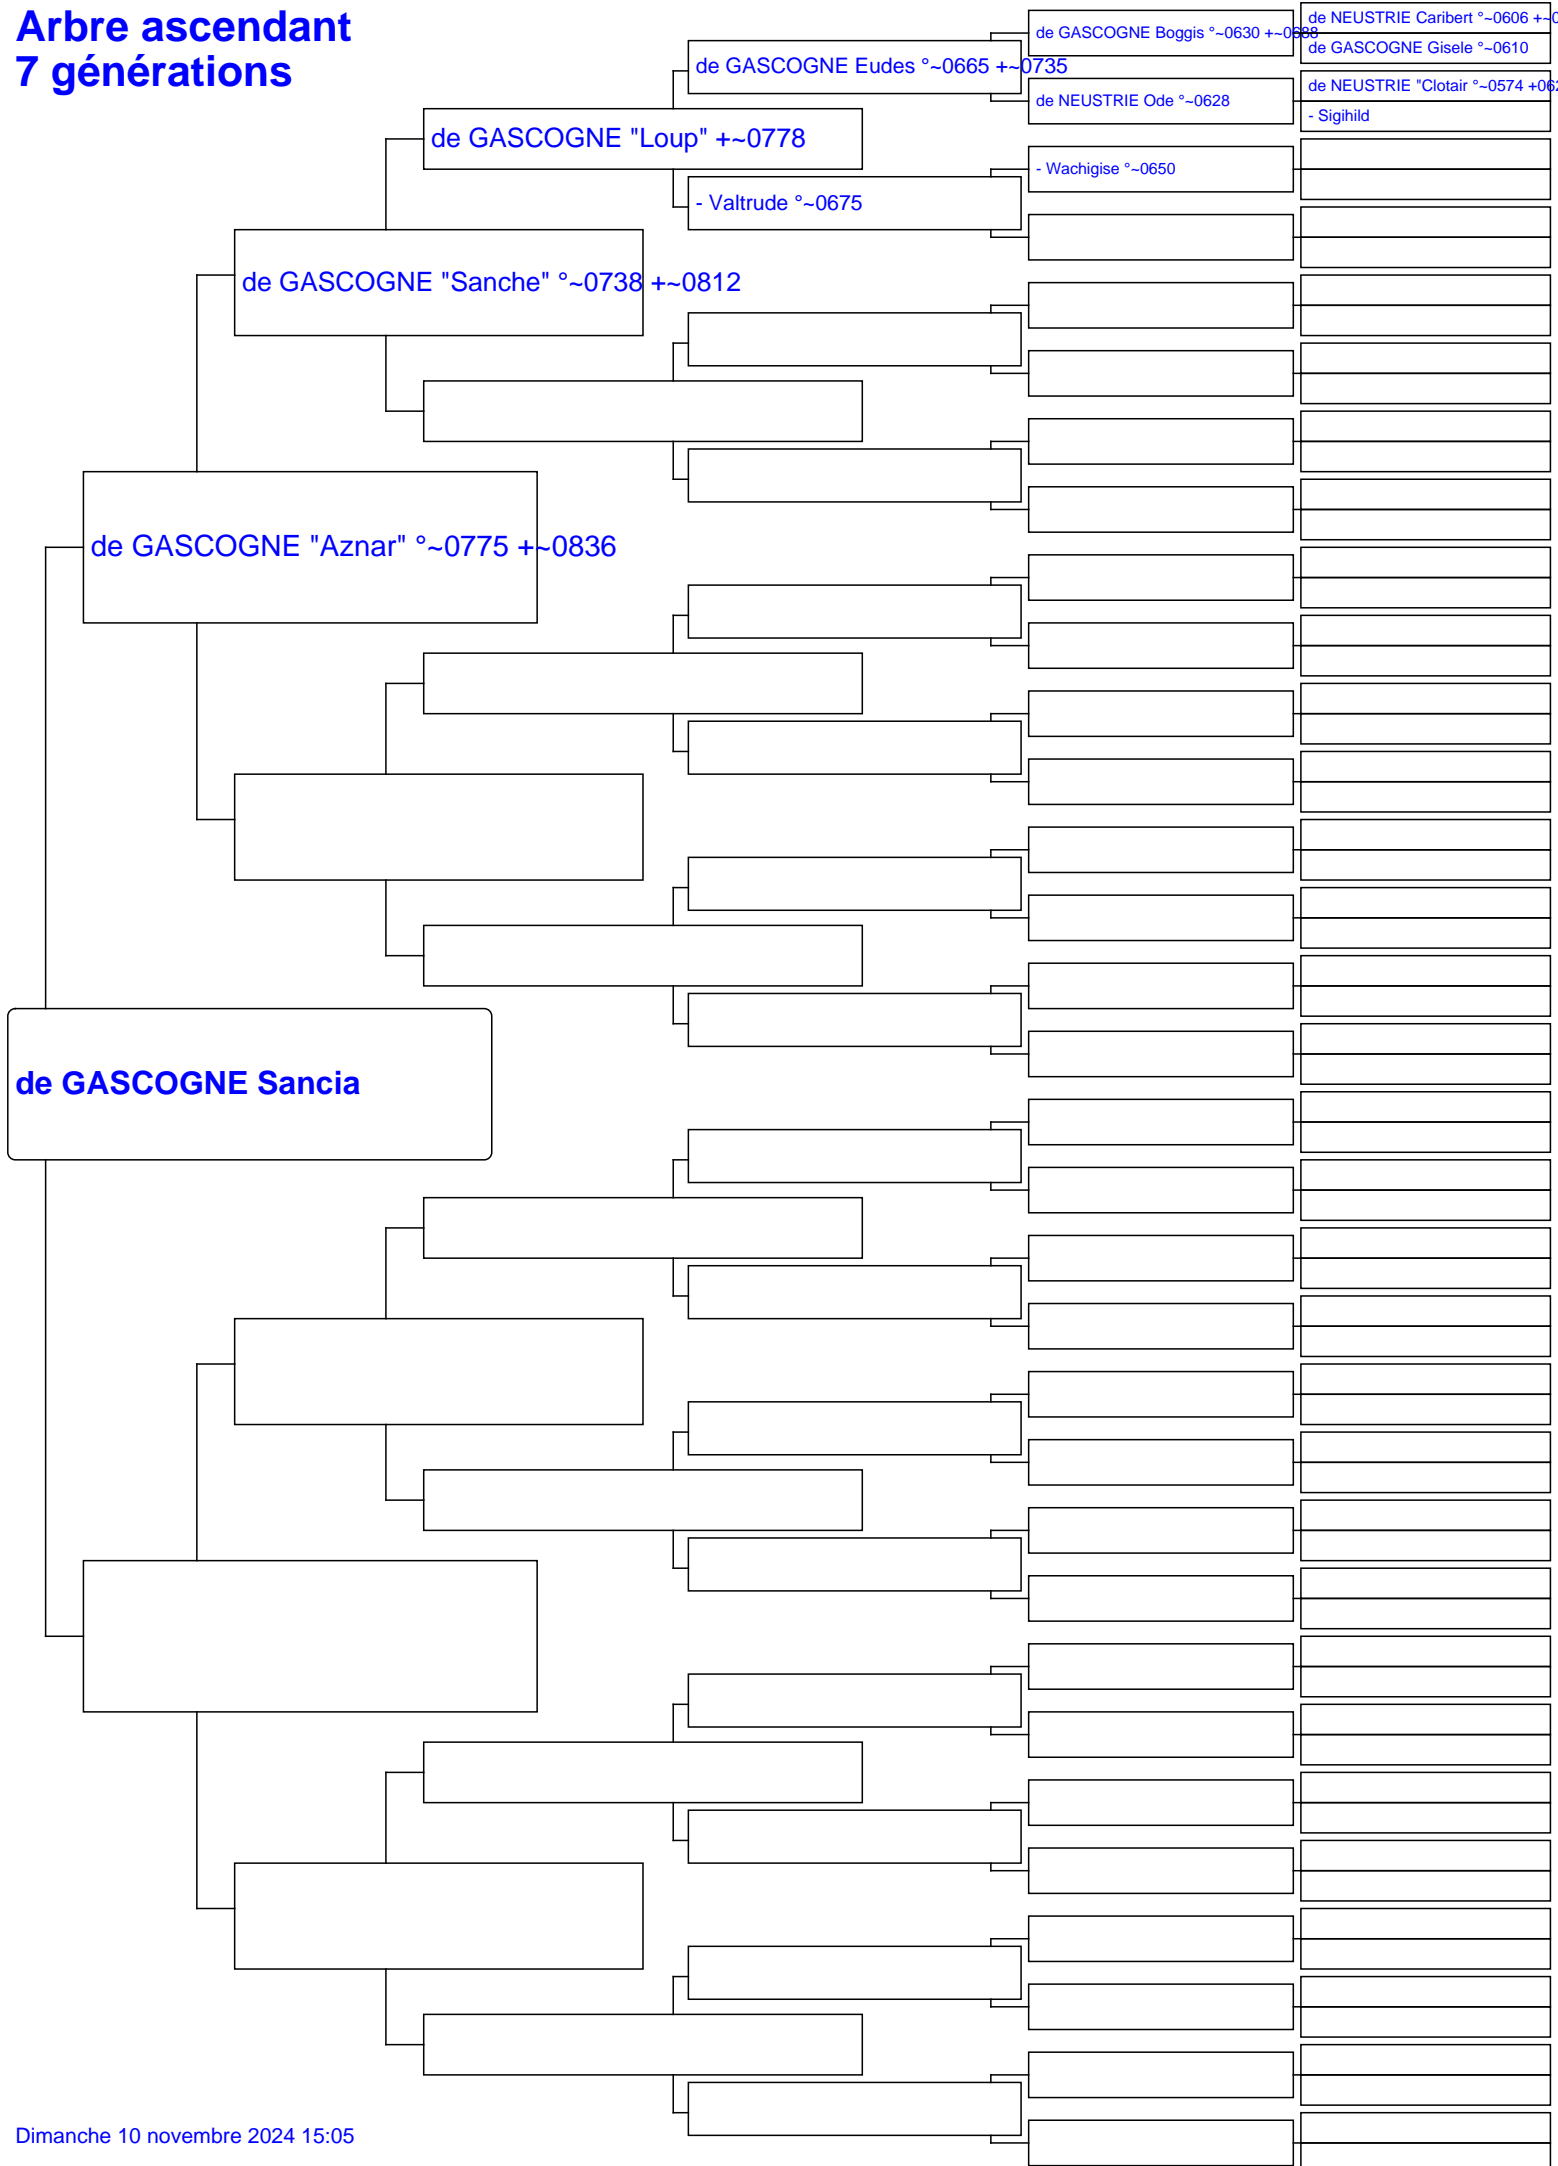 Arbre ascendant
7 générations
de GASCOGNE Sancia
de GASCOGNE "Aznar" °~0775 +~0836
de GASCOGNE "Sanche" °~0738 +~0812
de GASCOGNE "Loup" +~0778
de GASCOGNE Eudes °~0665 +~0735
- Valtrude °~0675
de GASCOGNE Boggis °~0630 +~0688
de NEUSTRIE Ode °~0628
- Wachigise °~0650
de NEUSTRIE Caribert °~0606
de GASCOGNE Gisele °~0610
de NEUSTRIE "Clotair °~0574
- Sigihild
Dimanche 10 novembre 2024 15:05